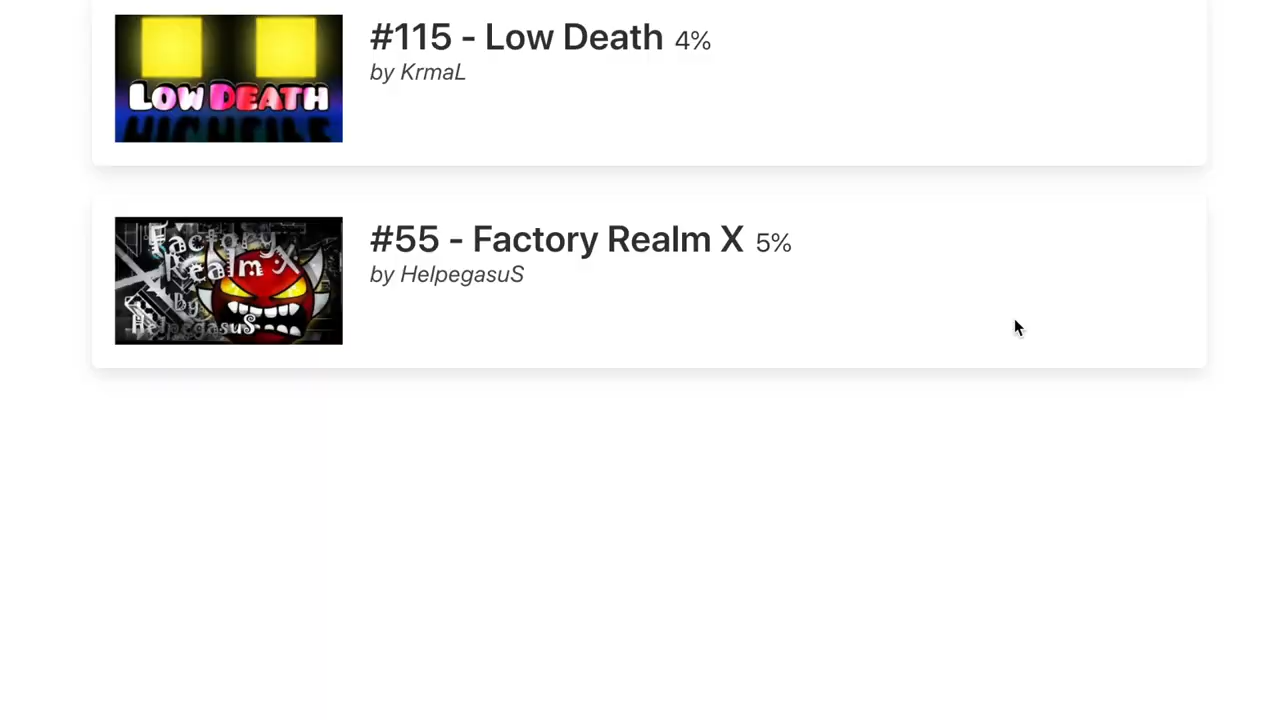 LOW DEATH
#115 - Low Death 4%
by KrmaL
Factory
Realm X
By
HelpegasuS
#55 - Factory Realm X 5%
by HelpegasuS